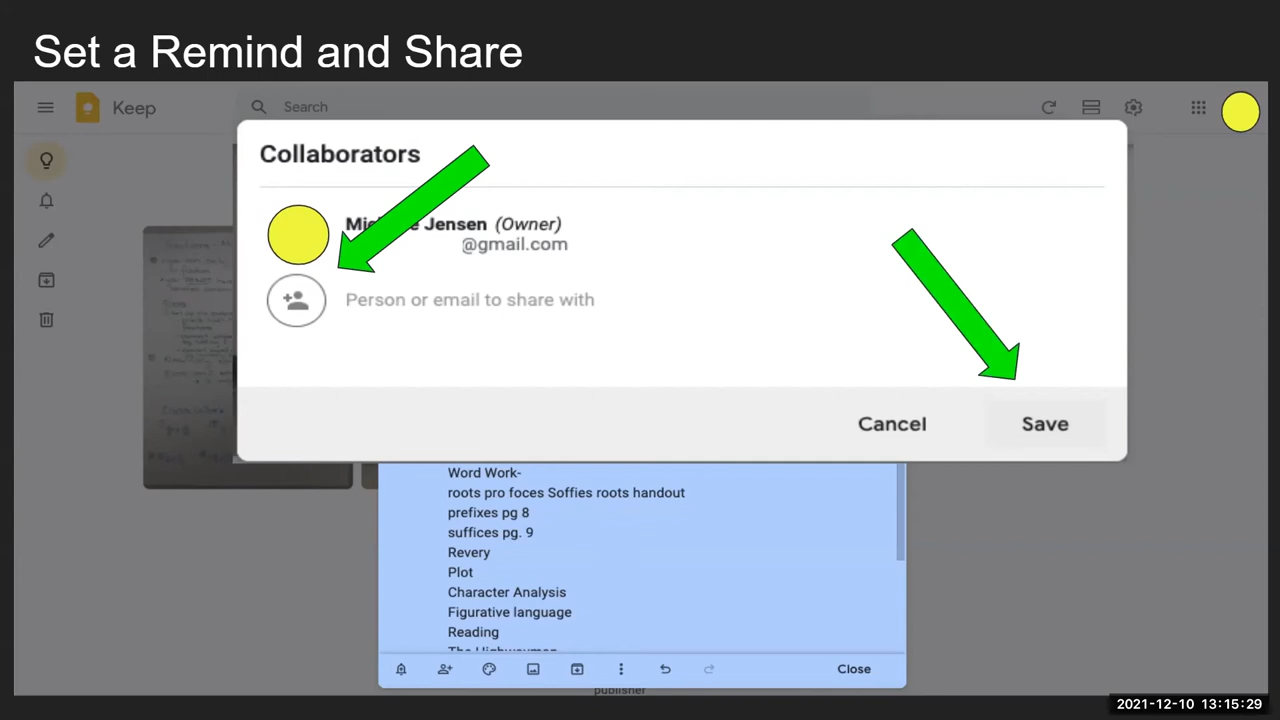 Set a Remind and Share
Keep
Search
Collaborators
Jensen (Owner)
@gmail.com
Person or email to share with
Cancel
Save
Word Work-
roots pro foces Soffies roots handout
prefixes pg 8
suffices pg. 9
Revery
Plot
Character Analysis
Figurative language
Reading
The Highwayman
Close
publisher
2021-12-10 13:15:29